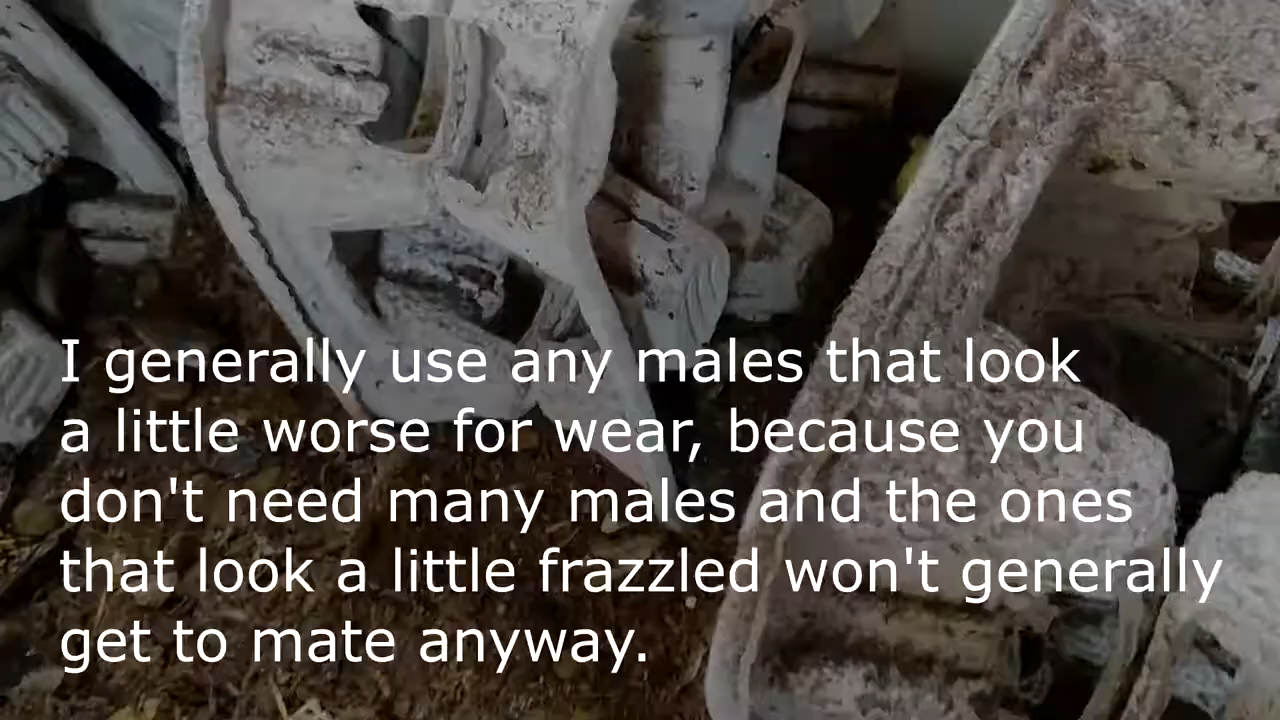 I generally use any males that look
a little worse for wear, because you
don't need many males and the ones
that look a little frazzled won't generally
get to mate anyway.